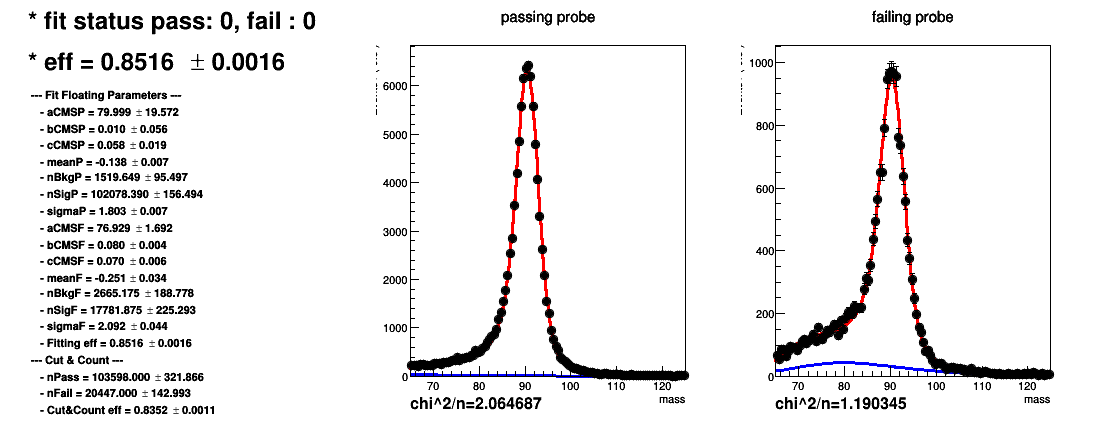 * fit status pass: 0, fail : 0
* eff = 0.8516 ± 0.0016
--- Fit Floating Parameters ---
- aCMSP = 79.999 ± 19.572
- bCMSP = 0.010 ± 0.056
- cCMSP = 0.058 ± 0.019
- meanP = -0.138 ± 0.007
- nBkgP = 1519.649 ± 95.497
- nSigP = 102078.390 ± 156.494
- sigmaP = 1.803 ± 0.007
- aCMSF = 76.929 ± 1.692
- bCMSF = 0.080 ± 0.004
- cCMSF = 0.070 ± 0.006
- meanF = -0.251 ± 0.034
- nBkgF = 2665.175 ± 188.778
- nSigF = 17781.875 ± 225.293
- sigmaF = 2.092 ± 0.044
- Fitting eff = 0.8516 ± 0.0016
--- Cut & Count ---
- nPass = 103598.000 ± 321.866
- nFail = 20447.000 ± 142.993
- Cut&Count eff = 0.8352 ± 0.0011
passing probe
6000
5000
4000
3000
2000
1000
0
70 80 90 100 110 120
mass
chi^2/n=2.064687
failing probe
1000
800
600
400
200
0
70 80 90 100 110 120
mass
chi^2/n=1.190345